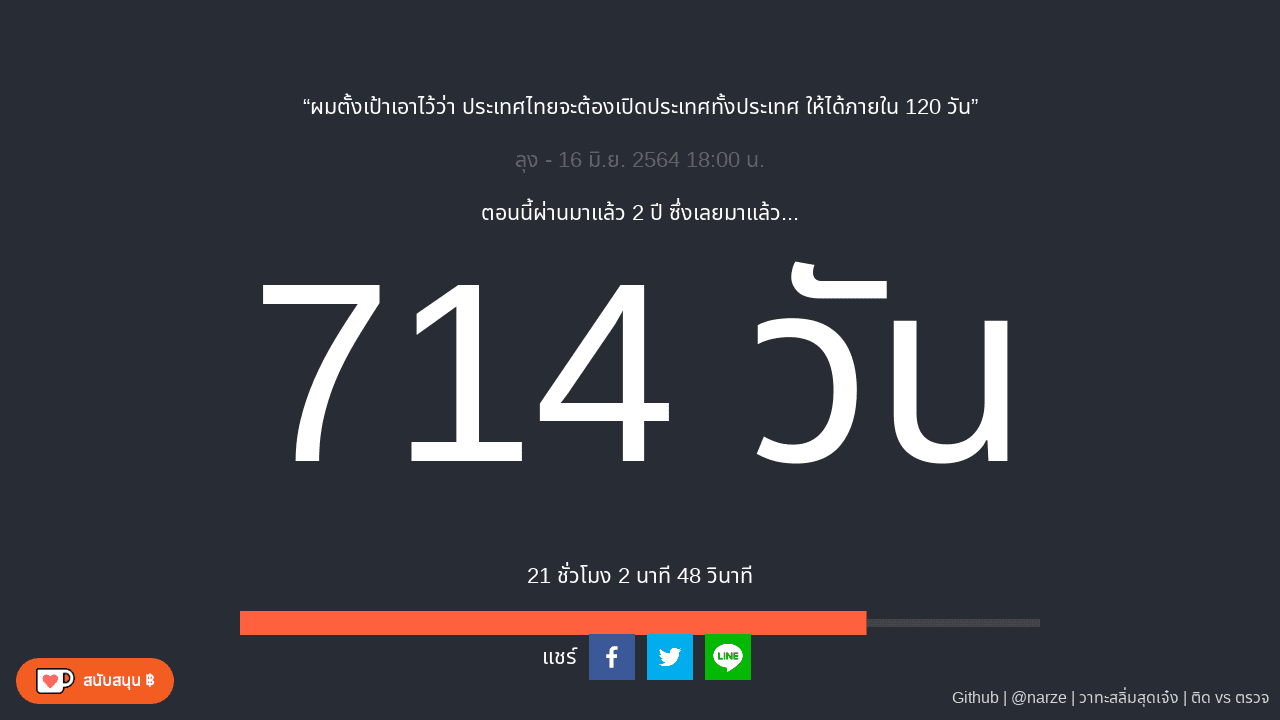 “ผมตั้งเป้าเอาไว้ว่า ประเทศไทยจะต้องเปิดประเทศทั้งประเทศ ให้ได้ภายใน 120 วัน”
ลุง - 16 มิ.ย. 2564 18:00 น.
ตอนนี้ผ่านมาแล้ว 2 ปี ซึ่งเลยมาแล้ว...
714 วัน
21 ชั่วโมง 2 นาที 48 วินาที
แชร์
LINE
สนับสนุน ฿
Github | @narze | วาทะสลิ่มสุดเจ๋ง | ติด vs ตรวจ